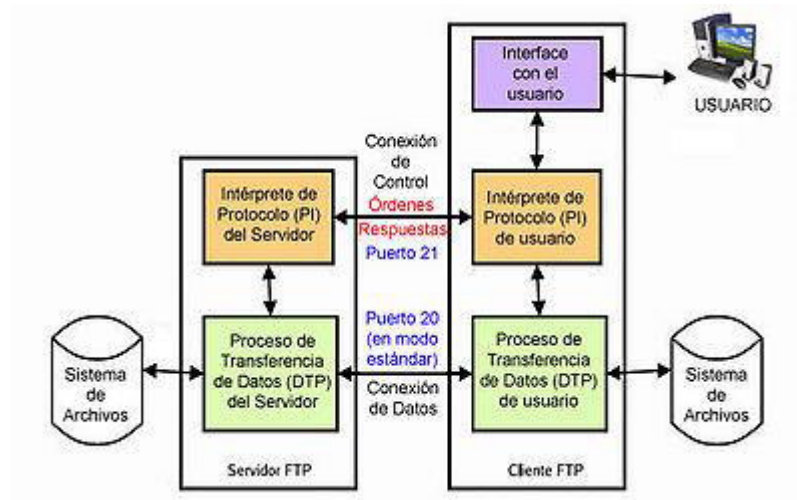 Interface
con el
usuario
USUARIO
Conexión
de
Control
Órdenes
Respuestas
Puerto 21
Intérprete de
Protocolo (PI)
del Servidor
Intérprete de
Protocolo (PI)
de usuario
Puerto 20
(en modo
estándar)
Conexión
de Datos
Sistema
de
Archivos
Proceso de
Transferencia
de Datos (DTP)
del Servidor
Proceso de
Transferencia
de Datos (DTP)
de usuario
Sistema
de
Archivos
Servidor FTP
Cliente FTP